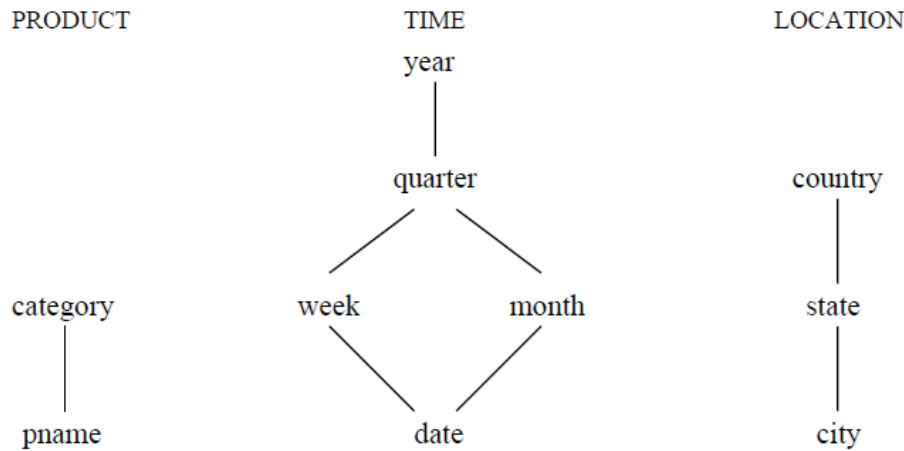 PRODUCT TIME LOCATION
year
quarter country
category week month state
pname date city